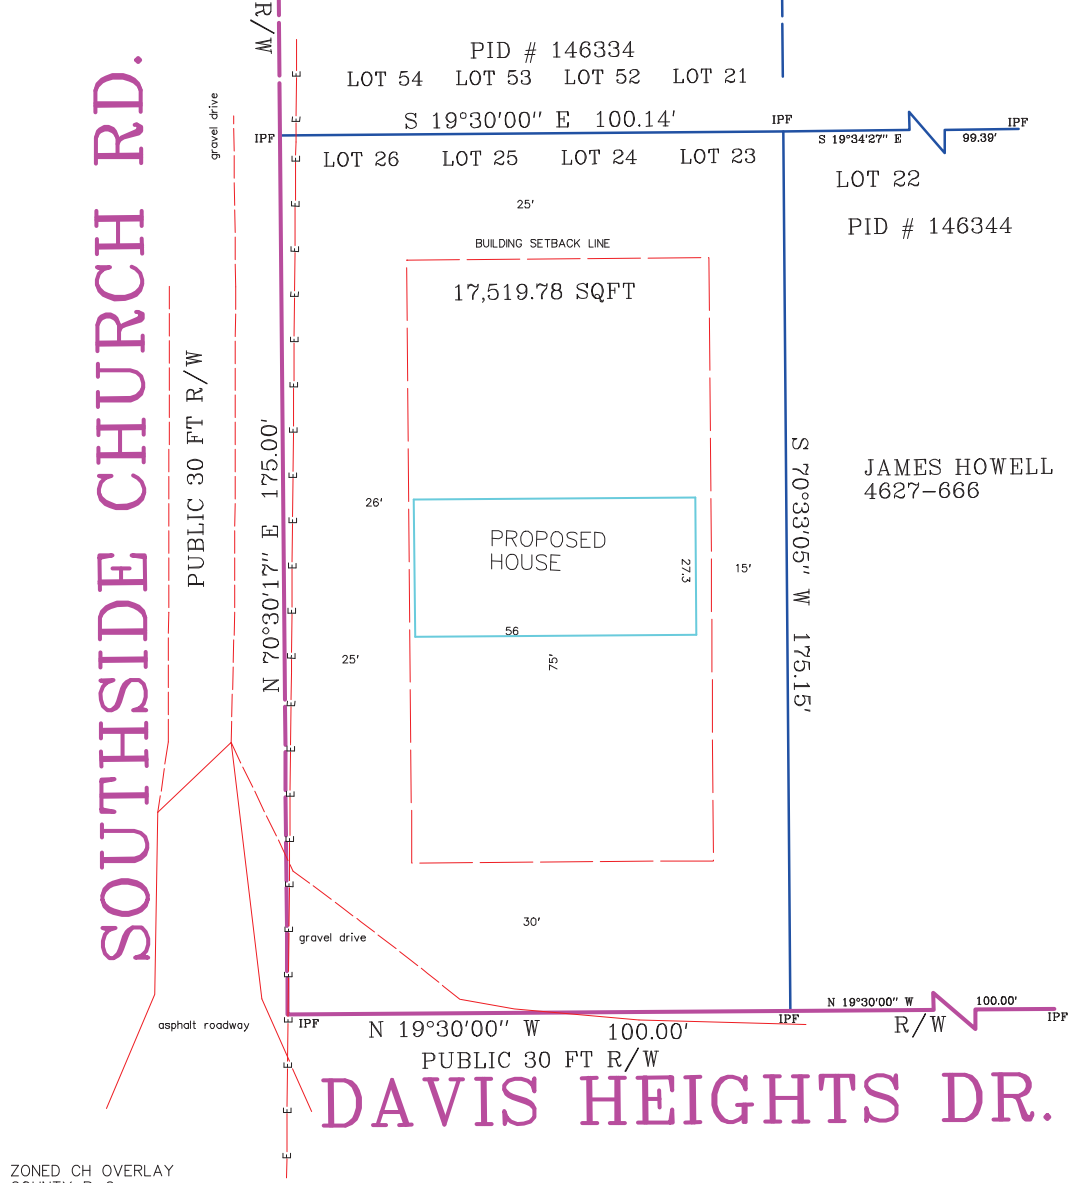 R/W
PID # 146334
LOT 54 LOT 53 LOT 52 LOT 21
S 19°30'00" E 100.14'
IPF
IPF
IPF
S 19°34'27" E
99.39'
LOT 26 LOT 25 LOT 24 LOT 23
LOT 22
PID # 146344
gravel drive
25'
BUILDING SETBACK LINE
17,519.78 SQFT
SOUTHSIDE CHURCH RD.
PUBLIC 30 FT R/W
N 70°30'17" E 175.00'
S 70°33'05" W 175.15'
JAMES HOWELL
4627-666
26'
PROPOSED
HOUSE
27.3
15'
56
25'
75'
30'
gravel drive
asphalt roadway
IPF
N 19°30'00" W 100.00'
IPF
N 19°30'00" W
100.00'
R/W
IPF
PUBLIC 30 FT R/W
DAVIS HEIGHTS DR.
ZONED CH OVERLAY